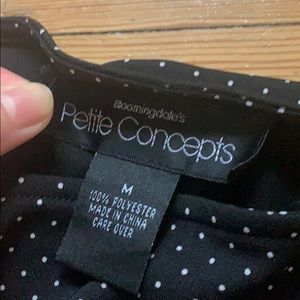 Bloomingdale's
Petite Concepts
M
100% POLYESTER
MADE IN CHINA
CARE OVER